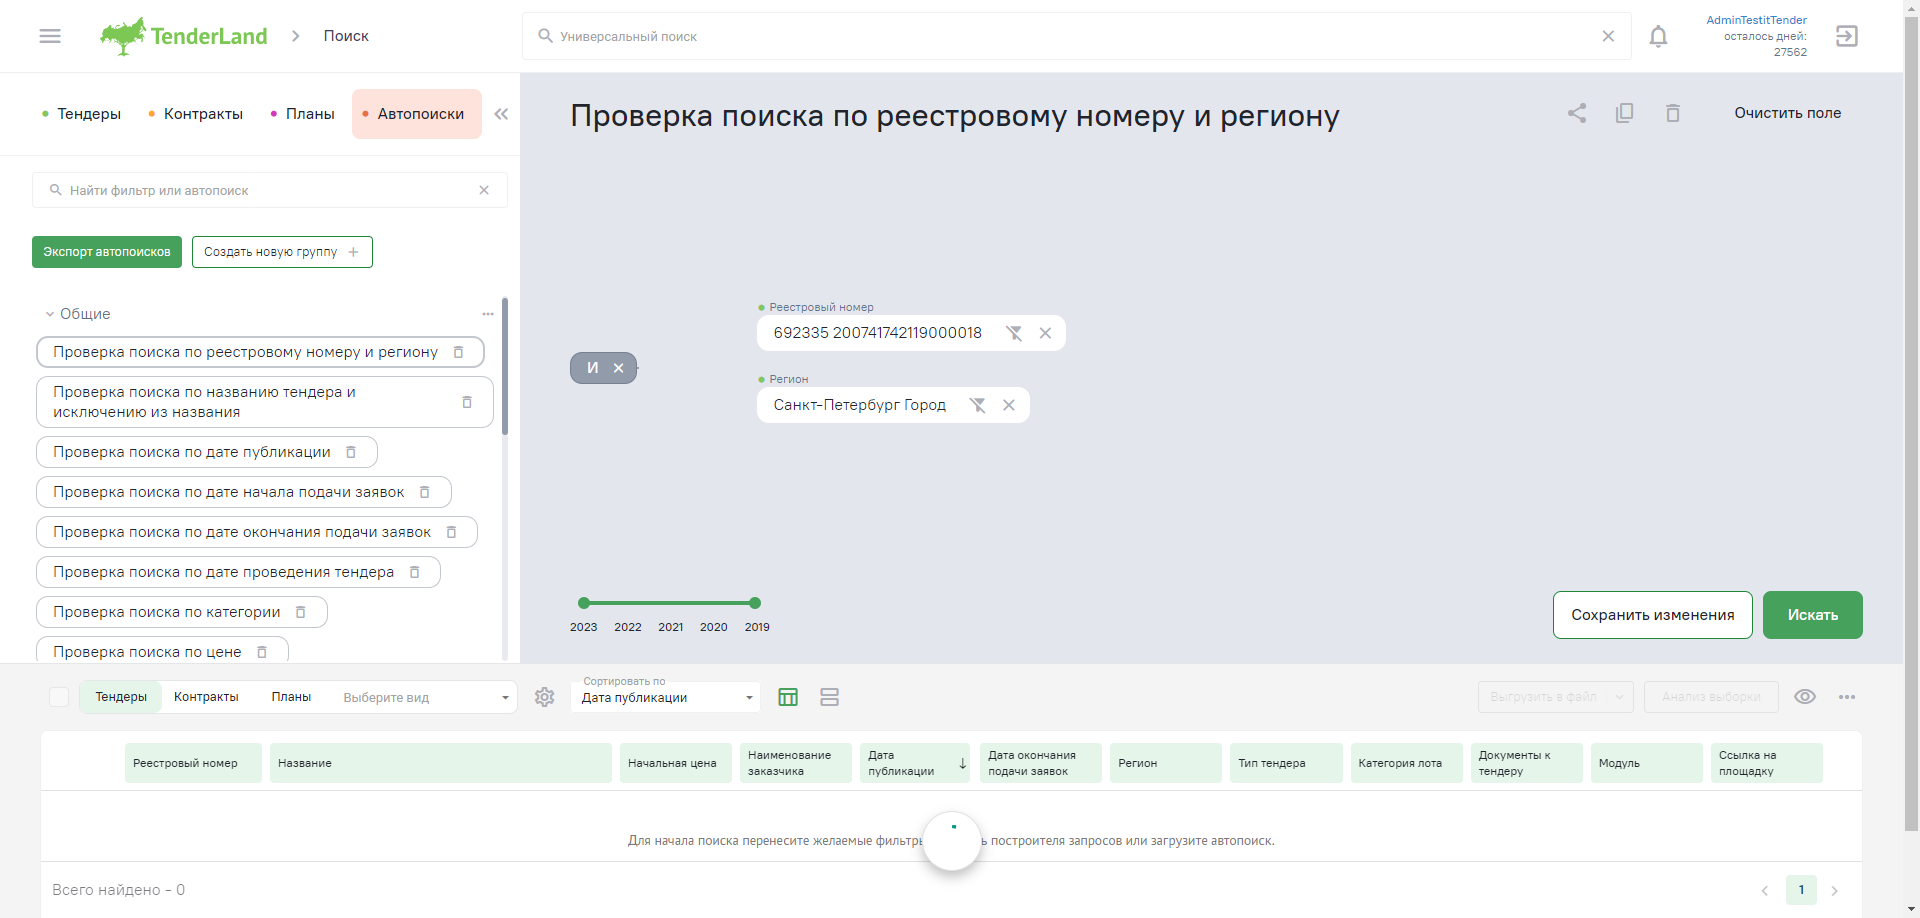 TenderLand
Поиск
Универсальный поиск
AdminTestitTender
осталось дней:
27562
Тендеры
Контракты
Планы
Автопоиски
Найти фильтр или автопоиск
Экспорт автопоисков
Создать новую группу
Общие
Проверка поиска по реестровому номеру и региону
Проверка поиска по названию тендера и
исключению из названия
Проверка поиска по дате публикации
Проверка поиска по дате начала подачи заявок
Проверка поиска по дате окончания подачи заявок
Проверка поиска по дате проведения тендера
Проверка поиска по категории
Проверка поиска по цене
Проверка поиска по реестровому номеру и региону
Очистить поле
Реестровый номер
692335 200741742119000018
И
Регион
Санкт-Петербург Город
2023 2022 2021 2020 2019
Сохранить изменения
Искать
Тендеры
Контракты
Планы
Выберите вид
Сортировать по
Дата публикации
Выгрузить в файл
Анализ выборки
Реестровый номер
Название
Начальная цена
Наименование
заказчика
Дата
публикации
Дата окончания
подачи заявок
Регион
Тип тендера
Категория лота
Документы к
тендеру
Модуль
Ссылка на
площадку
Для начала поиска перенесите желаемые построителя запросов или загрузите автопоиск.
Всего найдено - 0
1